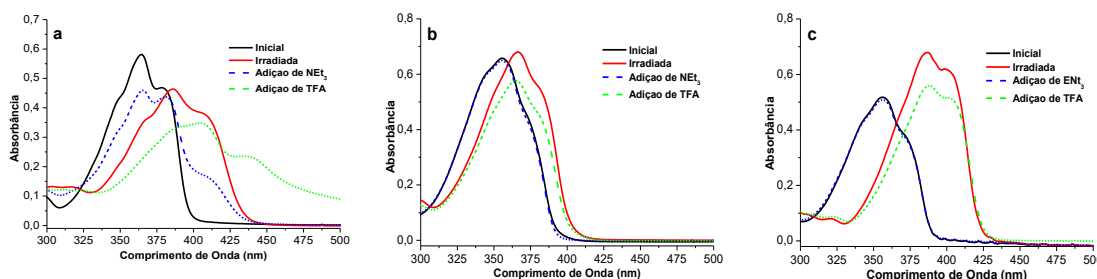 a
Inicial
Irradiada
Adiçao de NEt3
Adiçao de TFA
0,7
0,6
0,5
0,4
0,3
0,2
0,1
0,0
300 325 350 375 400 425 450 475 500
Absorbância
Comprimento de Onda (nm)
b
Inicial
Irradiada
Adiçao de NEt3
Adiçao de TFA
0,8
0,6
0,4
0,2
0,0
300 325 350 375 400 425 450 475 500
Absorbância
Comprimento de Onda (nm)
c
Inicial
Irradiada
Adiçao de ENt3
Adiçao de TFA
0,8
0,6
0,4
0,2
0,0
300 325 350 375 400 425 450 475 50
Absorbância
Comprimento de Onda (nm)